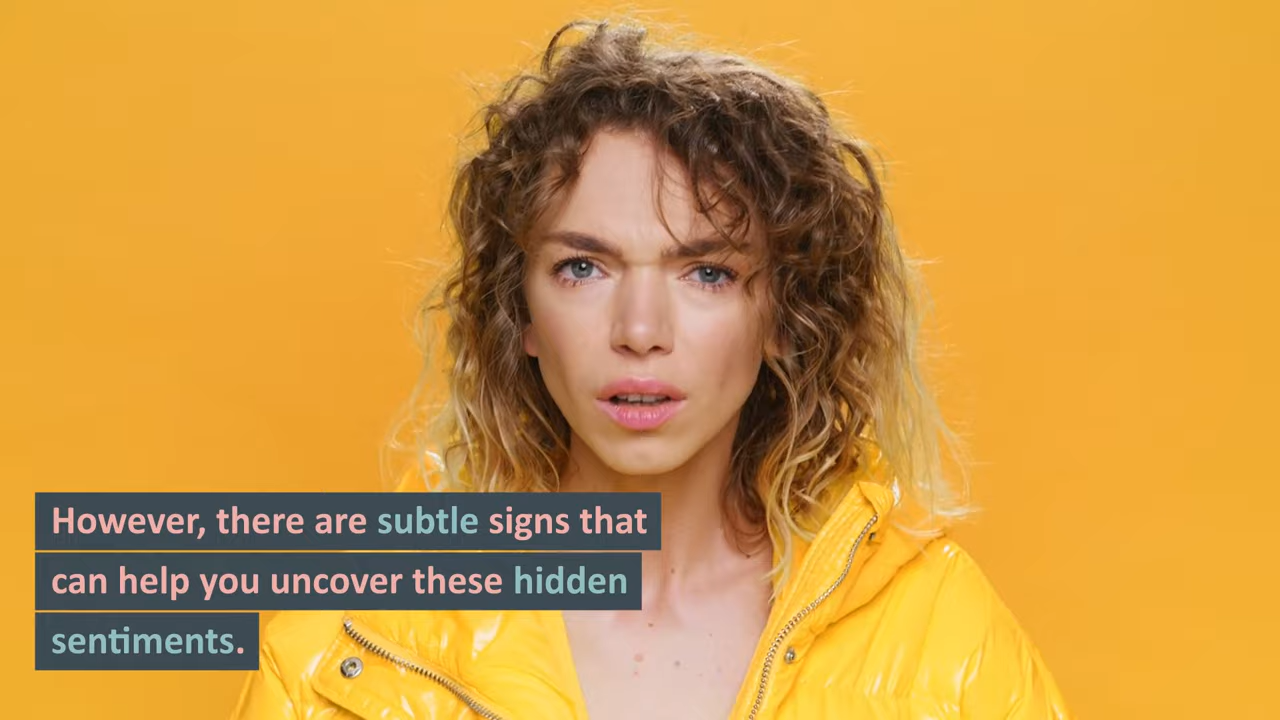 However, there are subtle signs that
can help you uncover these hidden
sentiments.